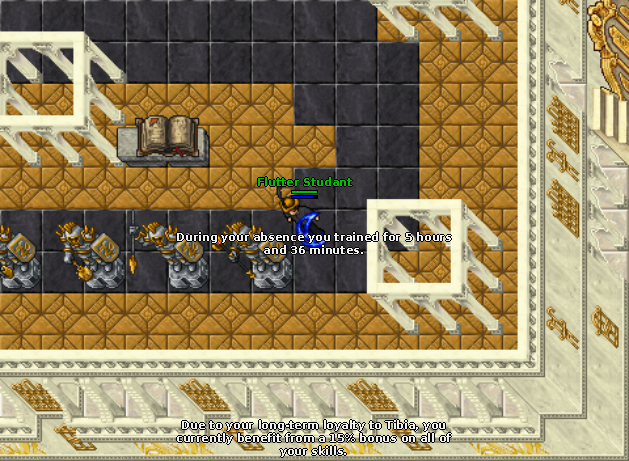 Flutter Studant
During your absence you trained for 5 hours
and 36 minutes.
Due to your long-term loyalty to Tibia, you
currently benefit from a 15% bonus on all of
your skills.